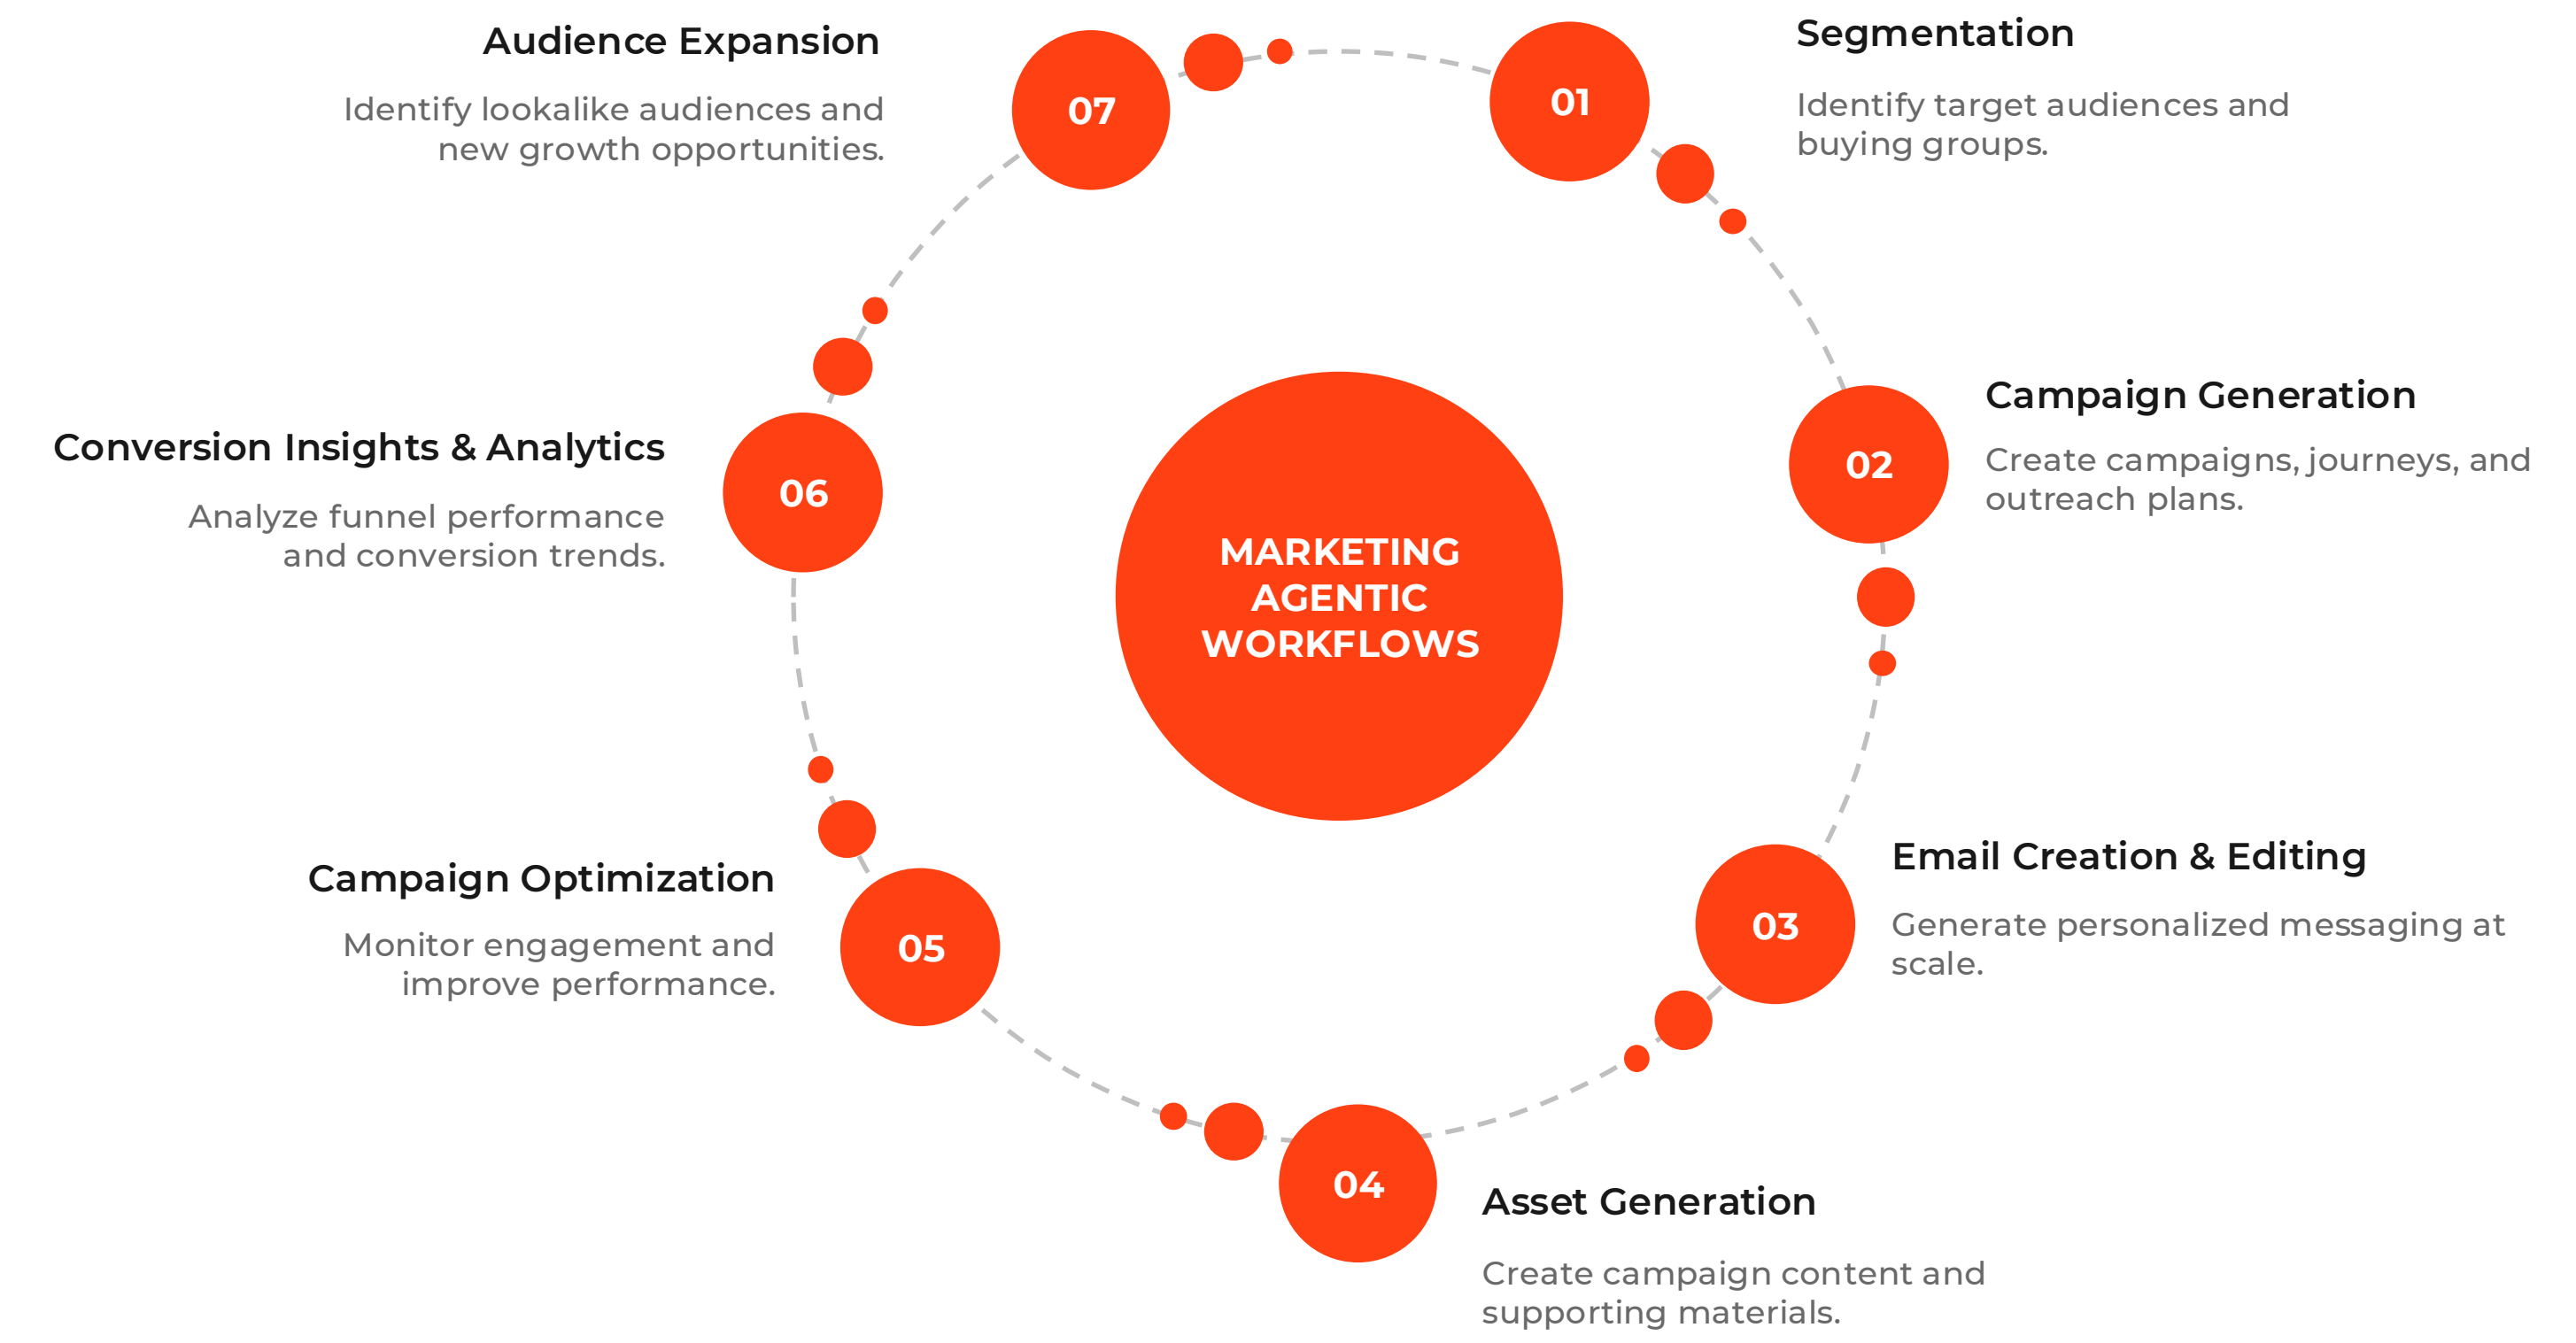 MARKETING
AGENTIC
WORKFLOWS
01
Segmentation
Identify target audiences and
buying groups.
02
Campaign Generation
Create campaigns, journeys, and
outreach plans.
03
Email Creation & Editing
Generate personalized messaging at
scale.
04
Asset Generation
Create campaign content and
supporting materials.
05
Campaign Optimization
Monitor engagement and
improve performance.
06
Conversion Insights & Analytics
Analyze funnel performance
and conversion trends.
07
Audience Expansion
Identify lookalike audiences and
new growth opportunities.